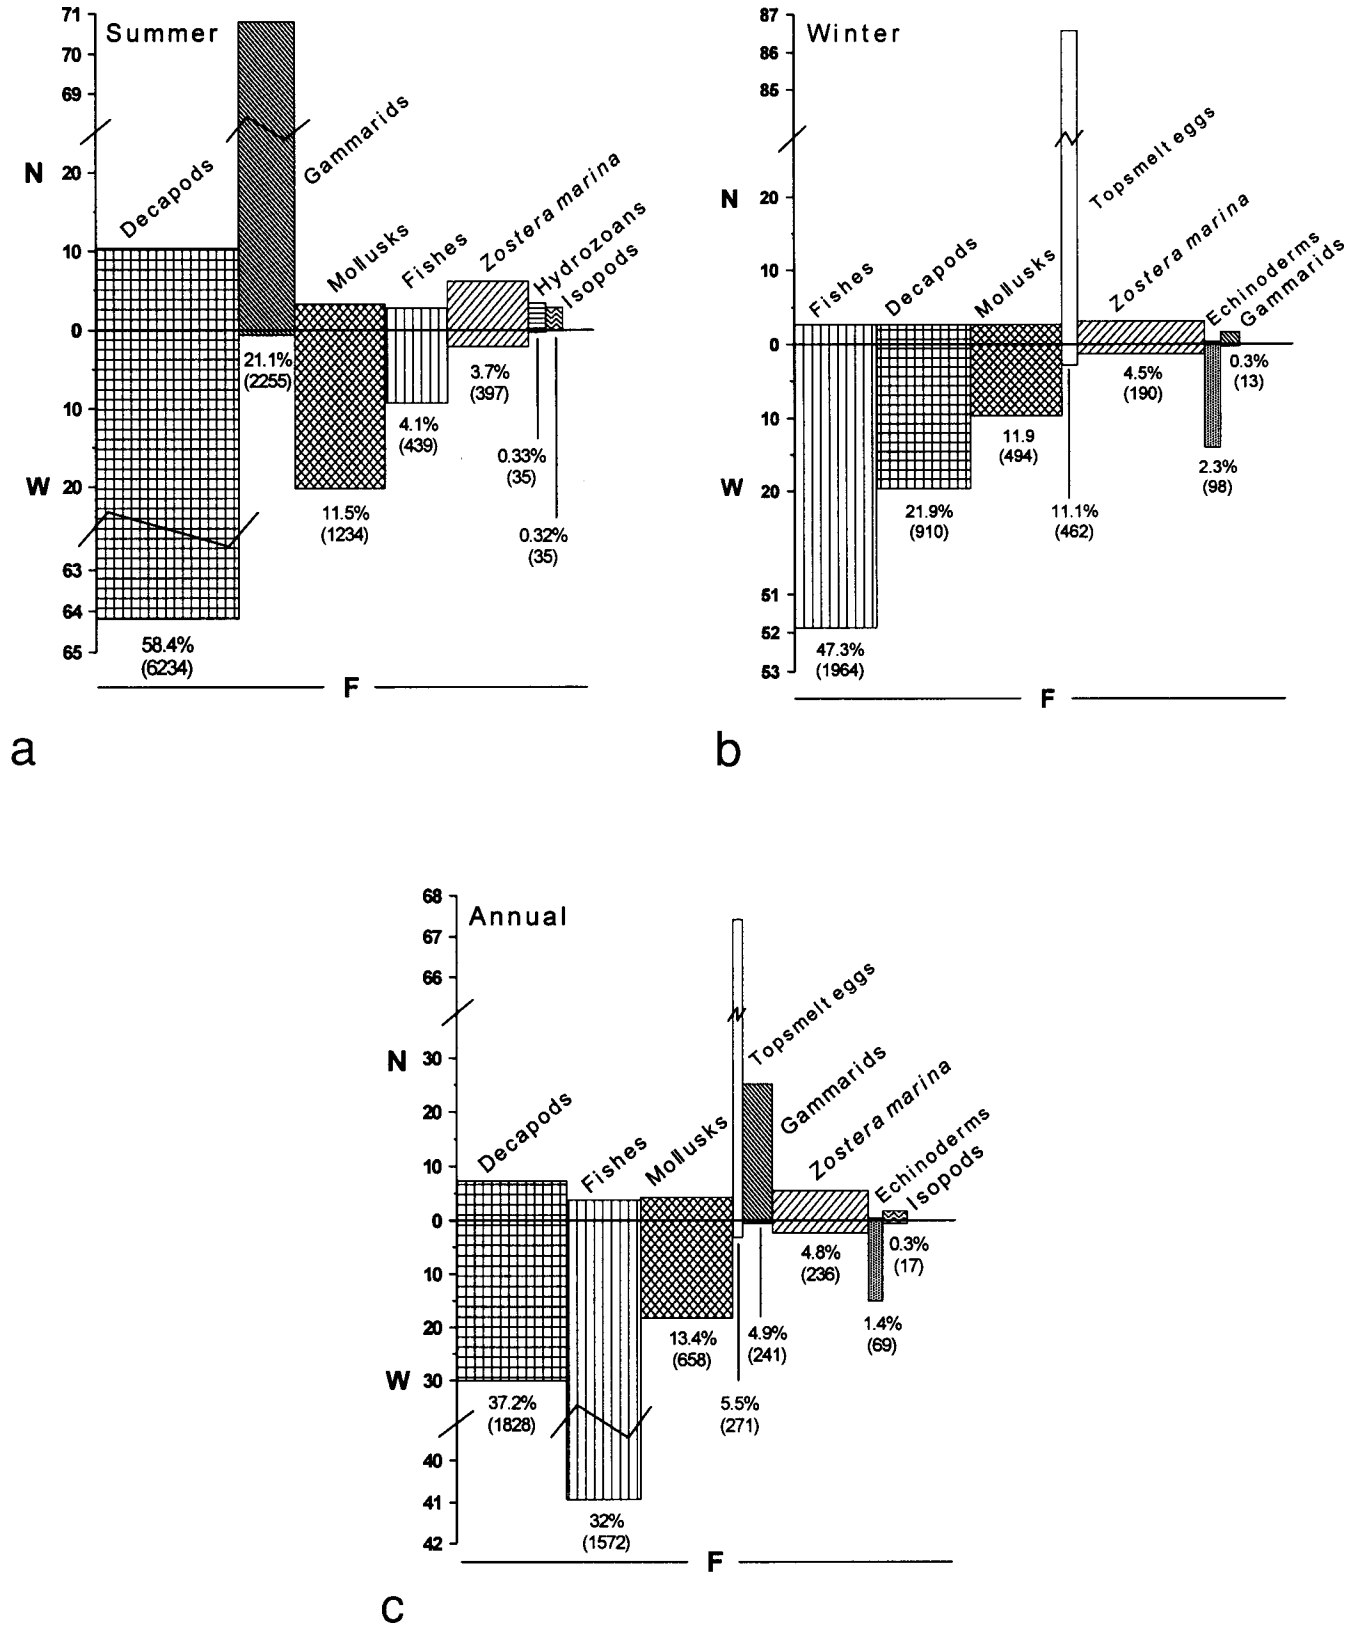 Summer
71
70
69
N
20
10
0
10
W
20
63
64
65
Decapods
Gammarids
Mollusks
Fishes
Zostera marina
Hydrozoans
Isopods
58.4%
(6234)
21.1%
(2255)
11.5%
(1234)
4.1%
(439)
3.7%
(397)
0.33%
(35)
0.32%
(35)
F
a
Winter
87
86
85
N
20
10
0
10
W
20
51
52
53
Fishes
Decapods
Mollusks
Topsmelt eggs
Zostera marina
Echinoderms
Gammarids
47.3%
(1964)
21.9%
(910)
11.9
(494)
11.1%
(462)
4.5%
(190)
2.3%
(98)
0.3%
(13)
F
b
Annual
68
67
66
N
30
20
10
0
10
20
W
30
40
41
42
Decapods
Fishes
Mollusks
Topsmelt eggs
Gammarids
Zostera marina
Echinoderms
Isopods
37.2%
(1828)
32%
(1572)
13.4%
(658)
5.5%
(271)
4.9%
(241)
4.8%
(236)
1.4%
(69)
0.3%
(17)
F
c